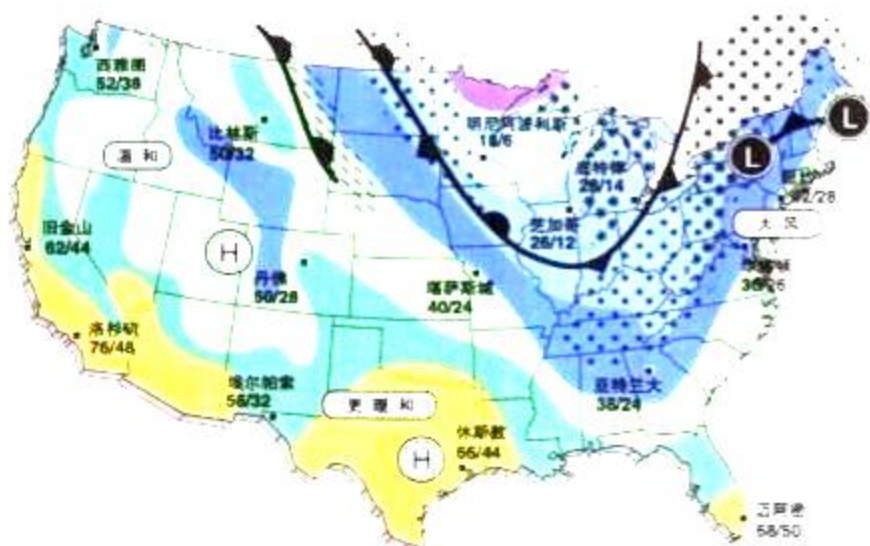 西雅图
52/38
比林斯
50/32
明尼阿波利斯
18/6
底特律
26/14
L
L
温和
旧金山
62/44
H
芝加哥
26/12
大风
丹佛
50/28
堪萨斯城
40/24
洛杉矶
76/48
埃尔帕索
56/32
更暖和
亚特兰大
38/24
休斯敦
66/44
H
迈阿密
68/50